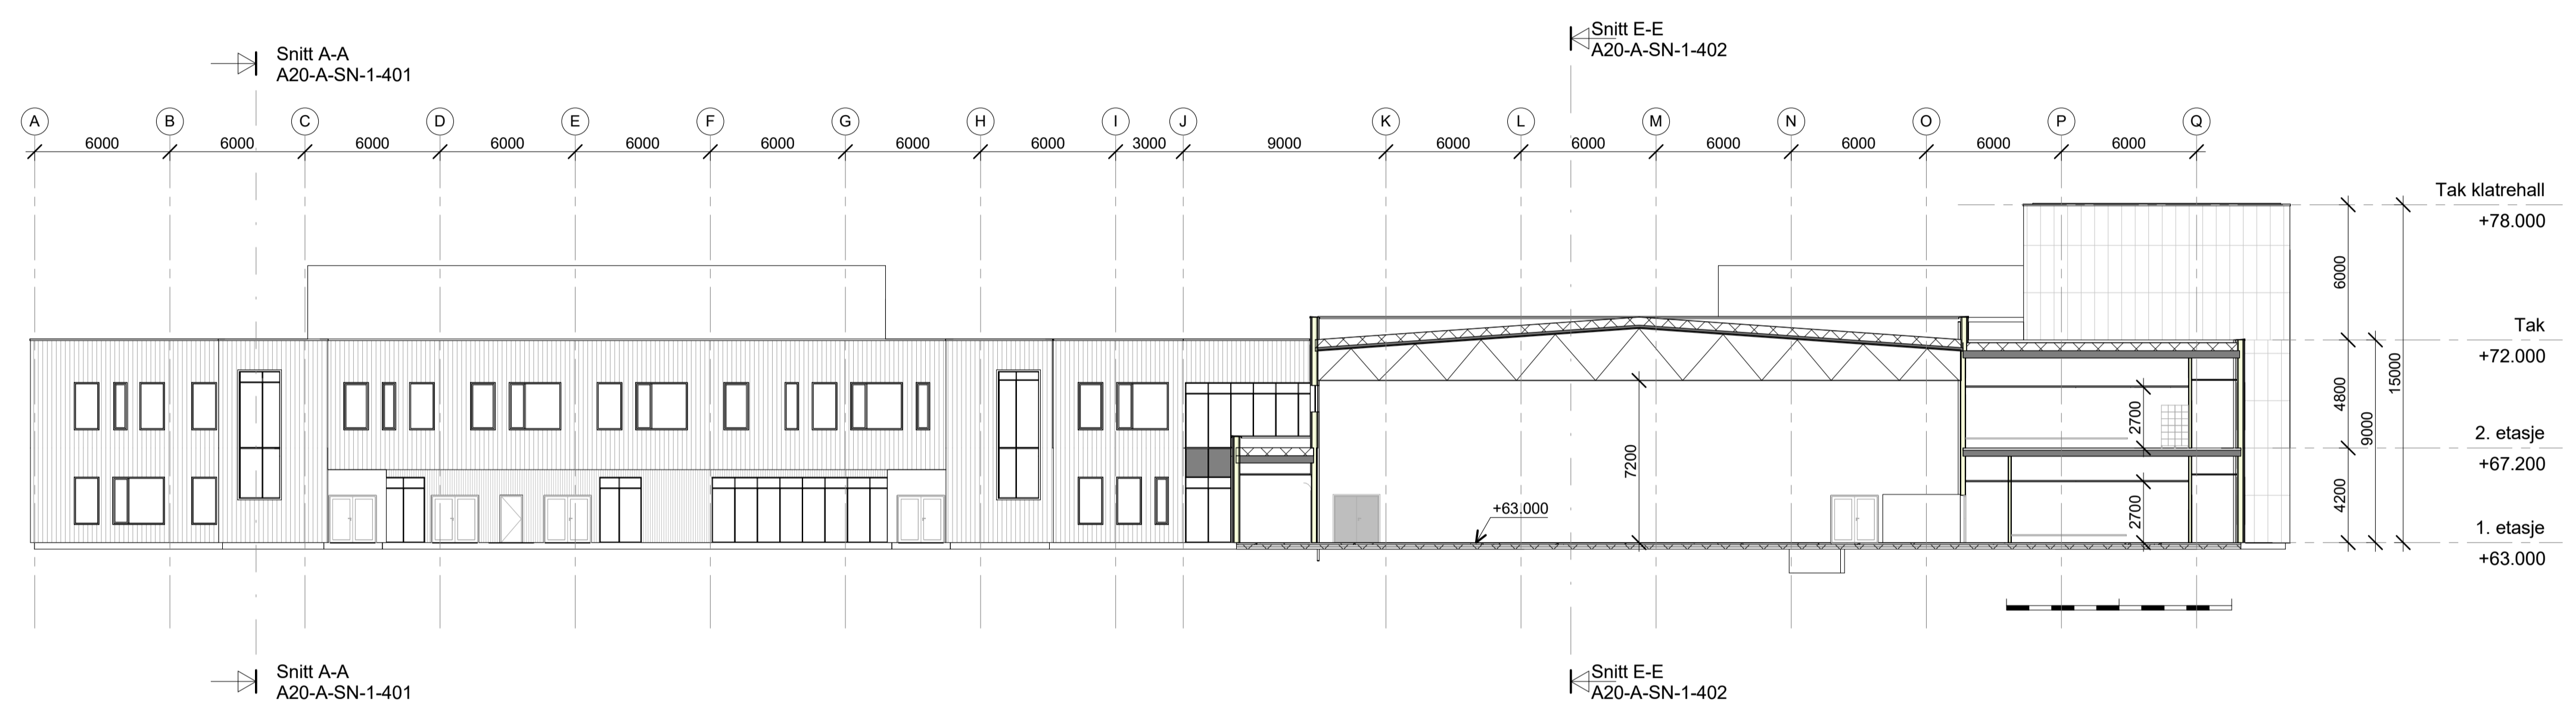 Snitt A-A
A20-A-SN-1-401
Snitt E-E
A20-A-SN-1-402
A B C D E F G H I J K L M N O P Q
6000 6000 6000 6000 6000 6000 6000 6000 3000 9000 6000 6000 6000 6000 6000 6000
Tak klatrehall
+78.000
6000
15000
Tak
+72.000
4800
9000
2700
2. etasje
+67.200
7200
4200
2700
+63.000
1. etasje
+63.000
Snitt A-A
A20-A-SN-1-401
Snitt E-E
A20-A-SN-1-402